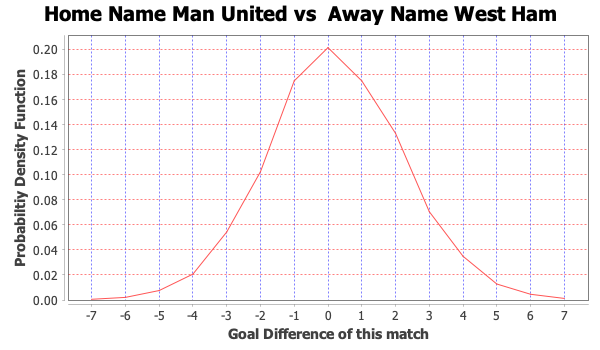 Home Name Man United vs  Away Name West Ham
Probabiltiy Density Function
0.20
0.18
0.16
0.14
0.12
0.10
0.08
0.06
0.04
0.02
0.00
-7 -6 -5 -4 -3 -2 -1 0 1 2 3 4 5 6 7
Goal Difference of this match